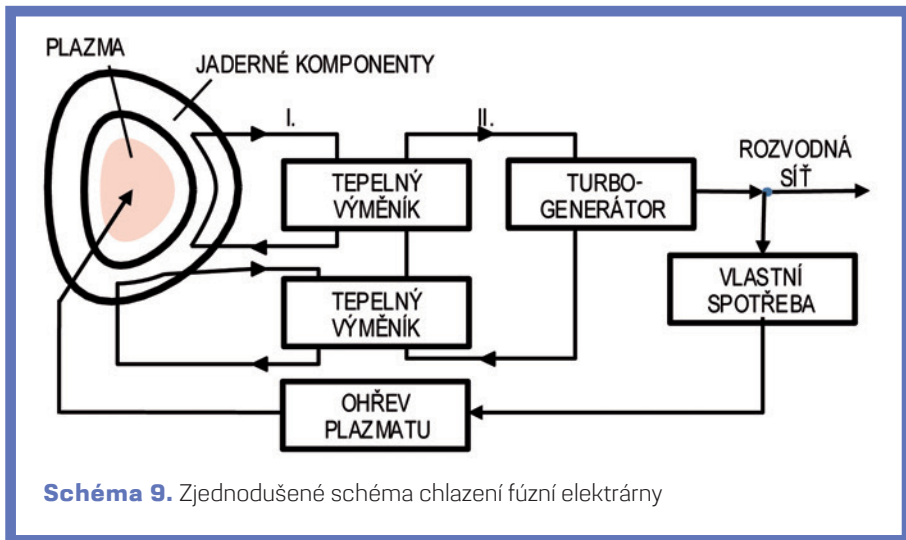 PLAZMA
JADERNÉ KOMPONENTY
I.
II.
TEPELNÝ
VÝMĚNÍK
TURBO-
GENERÁTOR
ROZVODNÁ
SÍŤ
TEPELNÝ
VÝMĚNÍK
VLASTNÍ
SPOTŘEBA
OHŘEV
PLAZMATU
Schéma 9. Zjednodušené schéma chlazení fúzní elektrárny